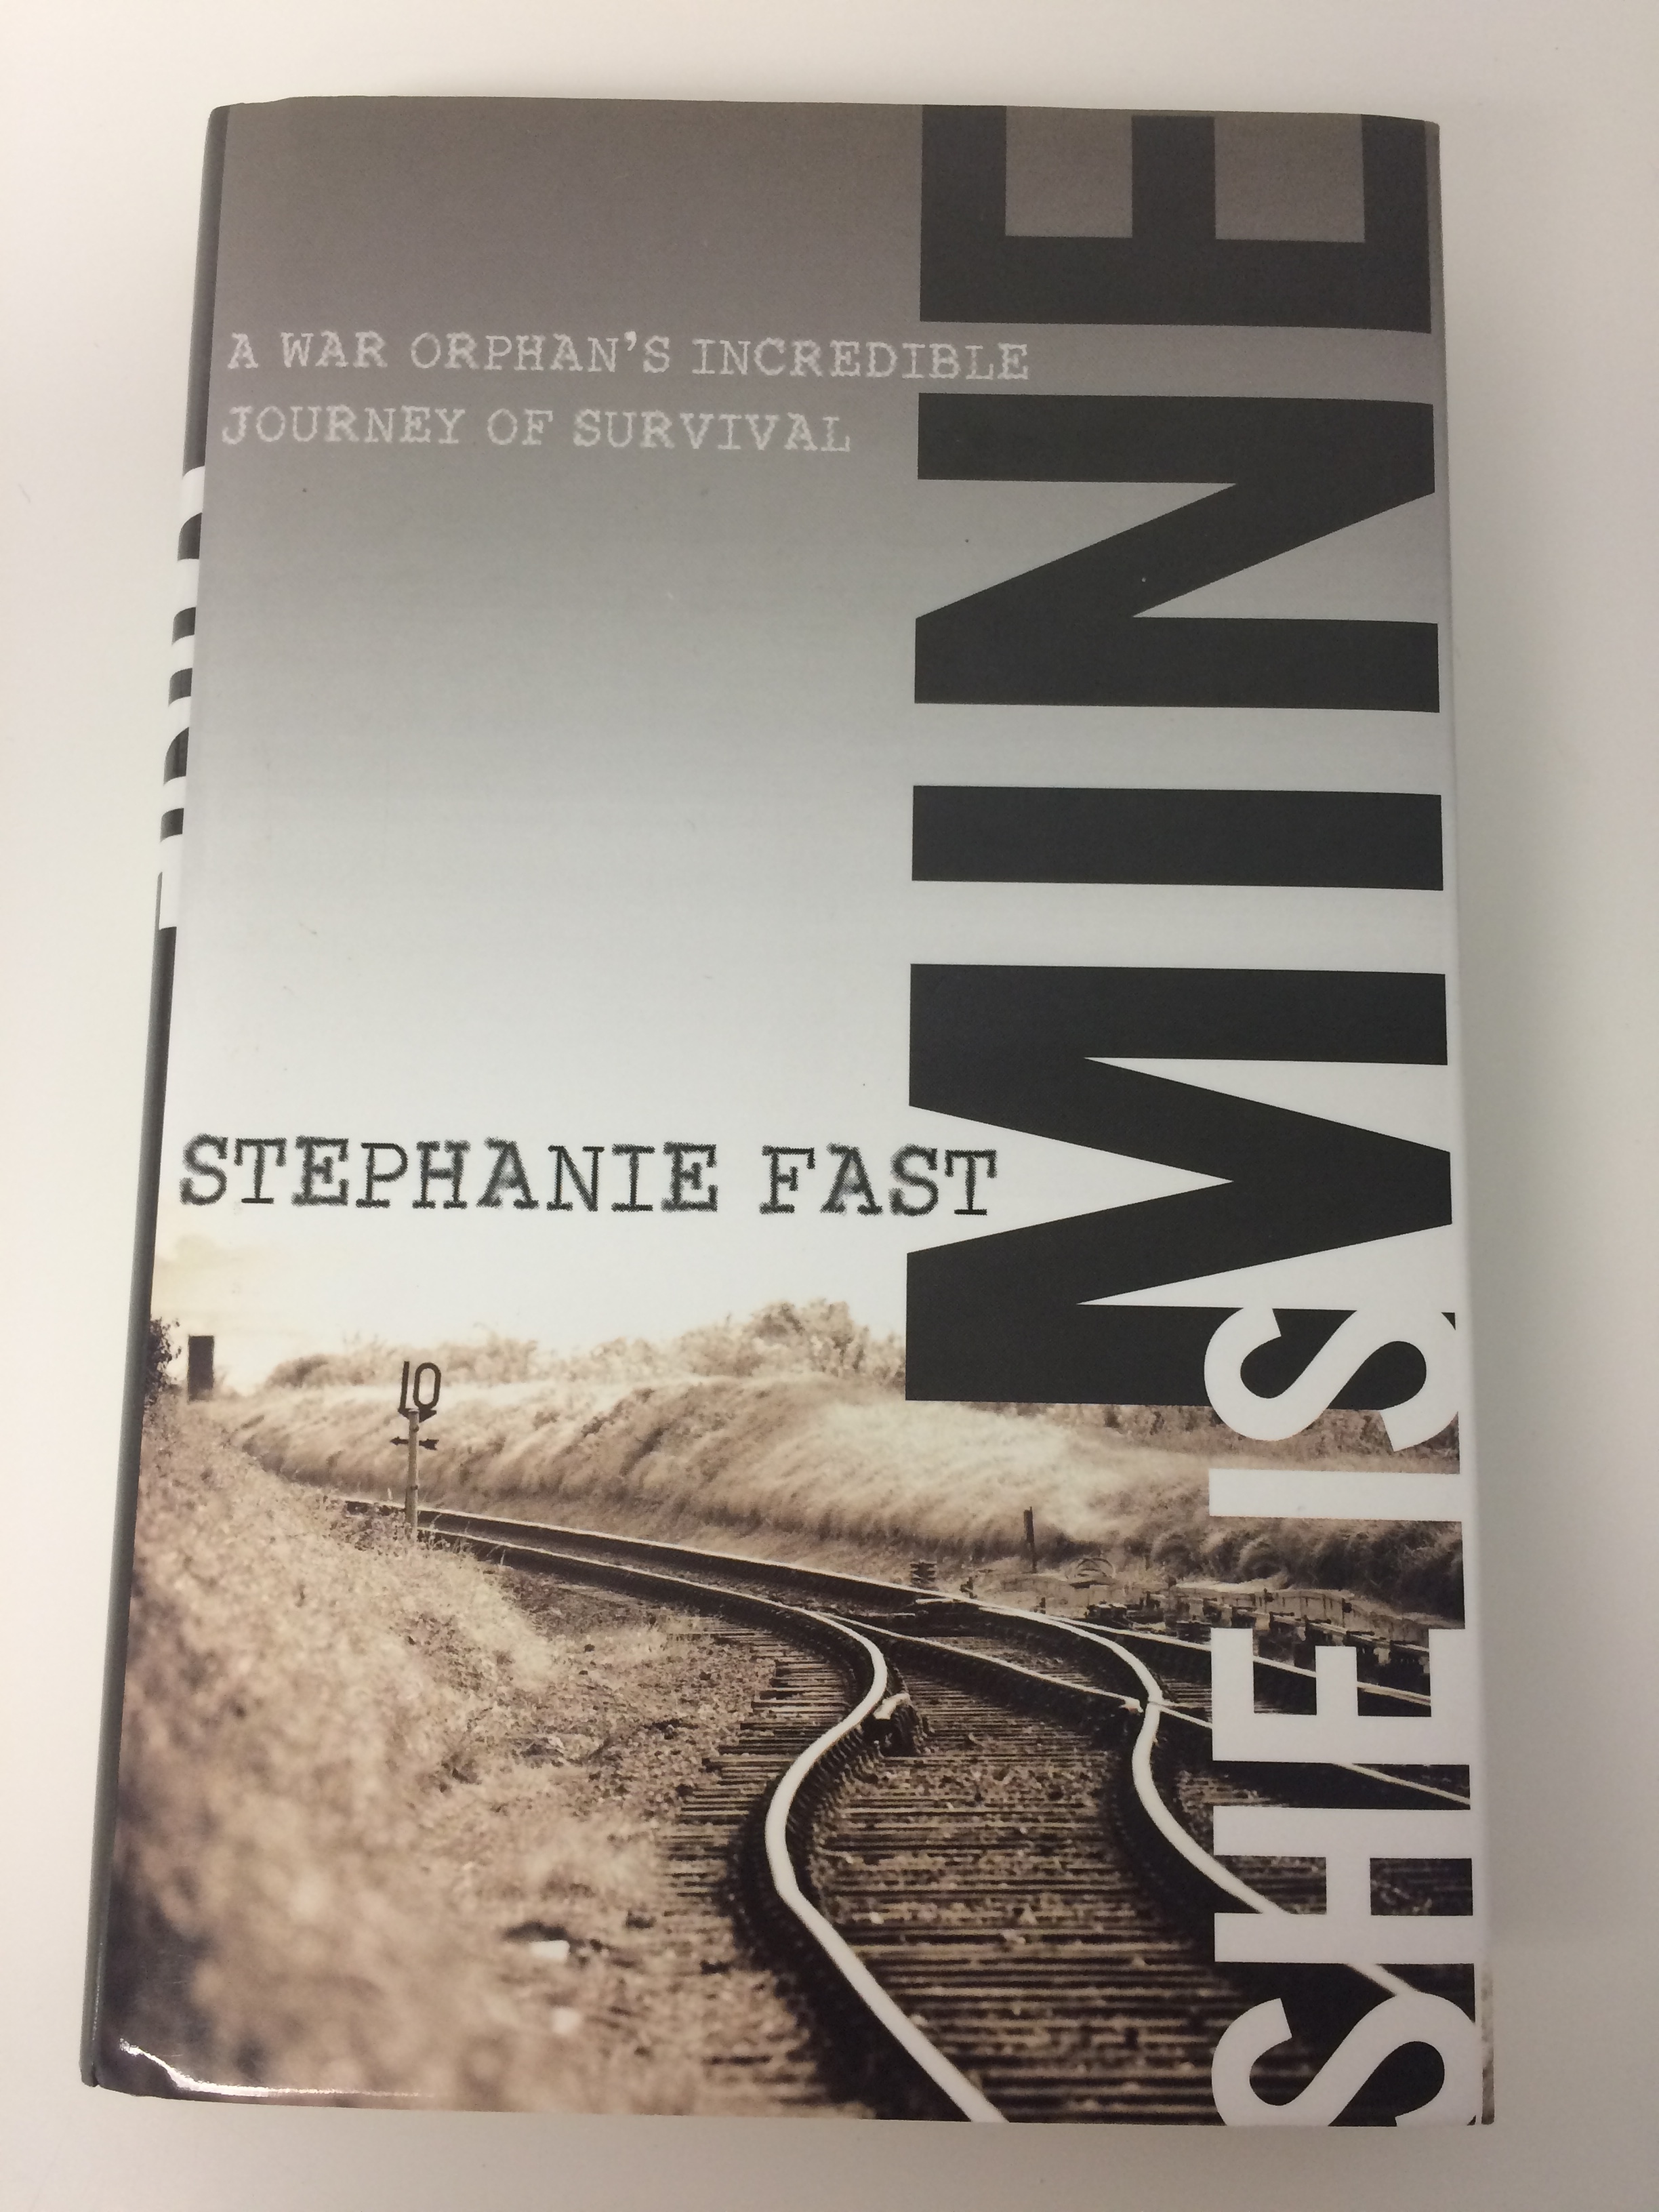 A WAR ORPHAN'S INCREDIBLE
JOURNEY OF SURVIVAL
STEPHANIE FAST
SHE IS
MINE
10